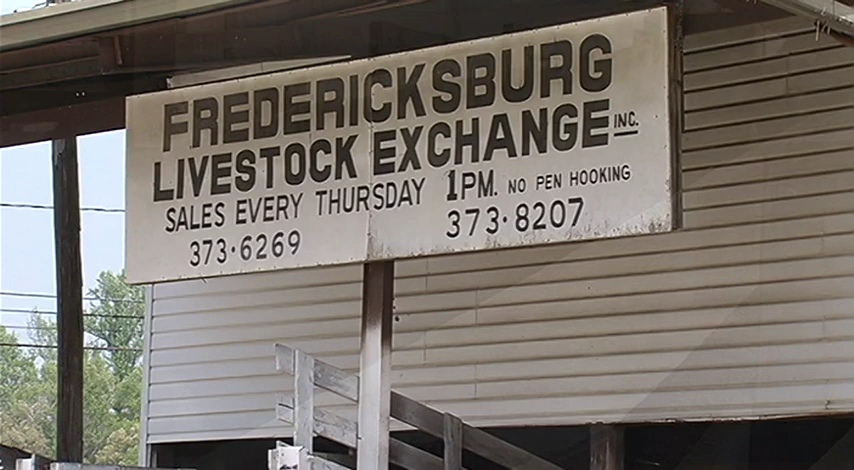 FREDERICKSBURG
LIVESTOCK EXCHANGE INC.
SALES EVERY THURSDAY 1PM. NO PEN HOOKING
373·6269 373·8207